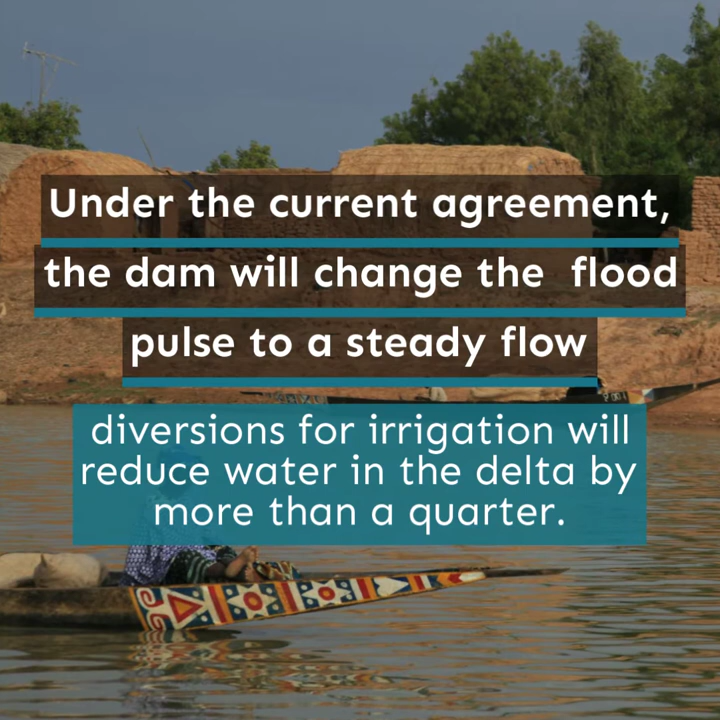 Under the current agreement,
the dam will change the flood
pulse to a steady flow
diversions for irrigation will
reduce water in the delta by
more than a quarter.